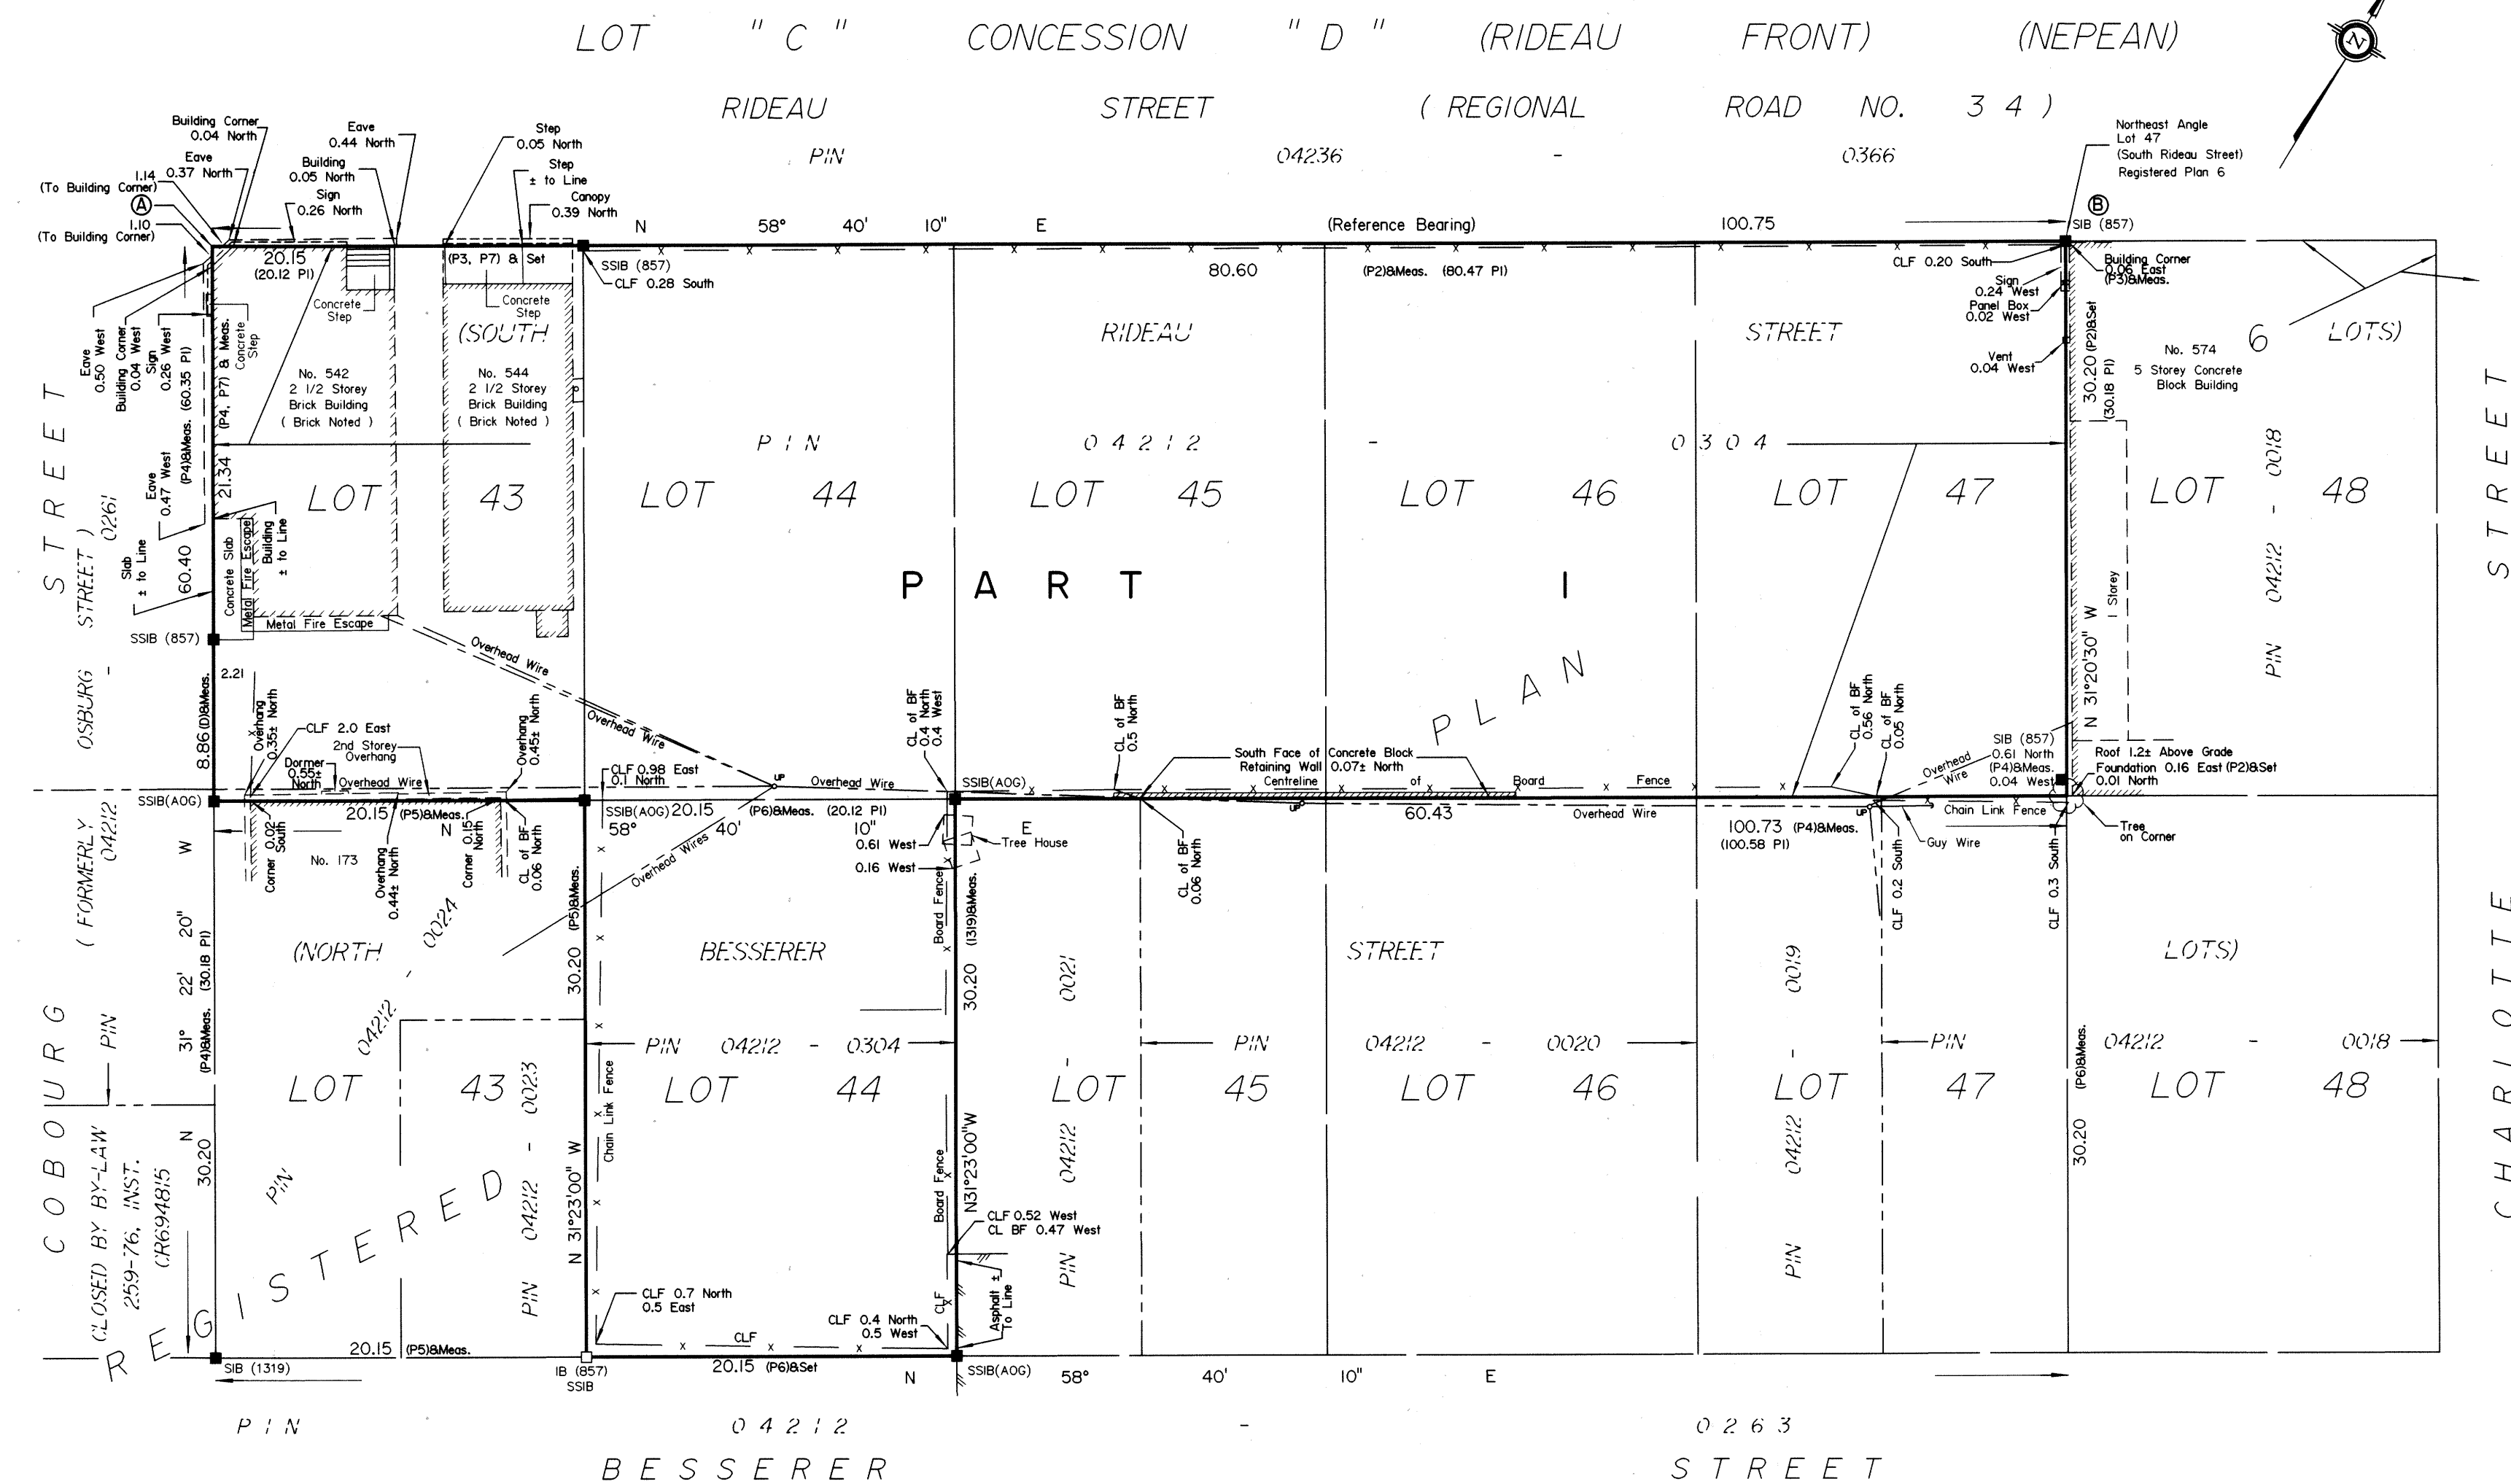 LOT "C" CONCESSION "D" (RIDEAU FRONT) (NEPEAN)
N
RIDEAU STREET ( REGIONAL ROAD NO. 34 )
PIN 04236 - 0366
Northeast Angle
Lot 47
(South Rideau Street)
Registered Plan 6
Building Corner
0.04 North
Eave
0.44 North
Step
0.05 North
Eave
0.37 North
Building
0.05 North
Step
± to Line
1.14
(To Building Corner)
Sign
0.26 North
Canopy
0.39 North
A
1.10
(To Building Corner)
N 58° 40' 10" E (Reference Bearing) 100.75
B
SIB (857)
20.15
(20.12 PI)
(P3, P7) & Set
SSIB (857)
CLF 0.28 South
80.60 (P2)&Meas. (80.47 PI)
CLF 0.20 South
Building Corner
0.06 East
(P3)&Meas.
Sign
0.24 West
Panel Box
0.02 West
Vent
0.04 West
Concrete
Step
Concrete
Step
Concrete
Step
Eave
0.50 West
Building Corner
0.04 West
Sign
0.26 West
(P4)&Meas. (60.35 PI)
(P4, P7) & Meas.
21.34
(SOUTH RIDEAU STREET 6 LOTS)
30.20 (P2)&Set
(30.18 PI)
No. 542
2 1/2 Storey
Brick Building
( Brick Noted )
No. 544
2 1/2 Storey
Brick Building
( Brick Noted )
No. 574
5 Storey Concrete
Block Building
PIN 04212 - 0304
PIN 04212 - 0018
LOT 43
LOT 44
LOT 45
LOT 46
LOT 47
LOT 48
Eave
0.47 West
Slab
± to Line
60.40
Concrete Slab
Metal Fire Escape
Building
± to Line
Metal Fire Escape
PART 1
PLAN
1 Storey
N 31°20'30" W
SSIB (857)
2.21
8.86 (D)&Meas.
Overhead Wire
Overhead Wire
Overhang
0.35± North
CLF 2.0 East
2nd Storey
Overhang
Dormer
0.55±
North
Overhead Wire
Overhang
0.45± North
CLF 0.98 East
0.1 North
UP
Overhead Wire
CL of BF
0.4 North
0.4 West
SSIB(AOG)
CL of BF
0.5 North
South Face of Concrete Block
Retaining Wall 0.07± North
Centreline of Board Fence
CL of BF
0.56 North
CL of BF
0.05 North
Overhead
Wire
SIB (857)
0.61 North
(P4)&Meas.
0.04 West
Roof 1.2± Above Grade
Foundation 0.16 East (P2)&Set
0.01 North
SSIB(AOG)
20.15 (P5)&Meas.
SSIB(AOG) 20.15 (P6)&Meas. (20.12 PI)
N 58° 40' 10" E
UP
60.43
Overhead Wire
UP
100.73 (P4)&Meas.
(100.58 PI)
Chain Link Fence
Guy Wire
Tree
on Corner
Corner 0.02
South
No. 173
Overhang
0.44± North
Corner 0.15
North
CL of BF
0.06 North
Overhead Wires
0.61 West
Tree House
0.16 West
CL of BF
0.06 North
CLF 0.2 South
CLF 0.3 South
(NORTH BESSERER STREET LOTS)
N 31° 22' 20" W
(P4)&Meas. (30.18 PI)
30.20
PIN 04212 - 0024
30.20 (P5)&Meas.
N 31°23'00" W
Chain Link Fence
Board Fence
Board Fence
30.20 (1319)&Meas.
N31°23'00"W
PIN 04212 - 0021
PIN 04212 - 0019
30.20 (P6)&Meas.
PIN 04212 - 0304
PIN 04212 - 0020
PIN 04212 - 0018
PIN 04212 - 0023
LOT 43
LOT 44
LOT 45
LOT 46
LOT 47
LOT 48
REGISTERED
CLF 0.52 West
CL BF 0.47 West
Asphalt ±
To Line
CLF
CLF 0.7 North
0.5 East
CLF
CLF 0.4 North
0.5 West
SIB (1319)
20.15 (P5)&Meas.
IB (857)
SSIB
20.15 (P6)&Set
SSIB(AOG)
N 58° 40' 10" E
COBOURG STREET
( FORMERLY OSBURG STREET )
PIN 04212 - 0261
CLOSED BY BY-LAW
259-76, INST.
CR694815
CHARLOTTE STREET
PIN 04212 - 0263
BESSERER STREET